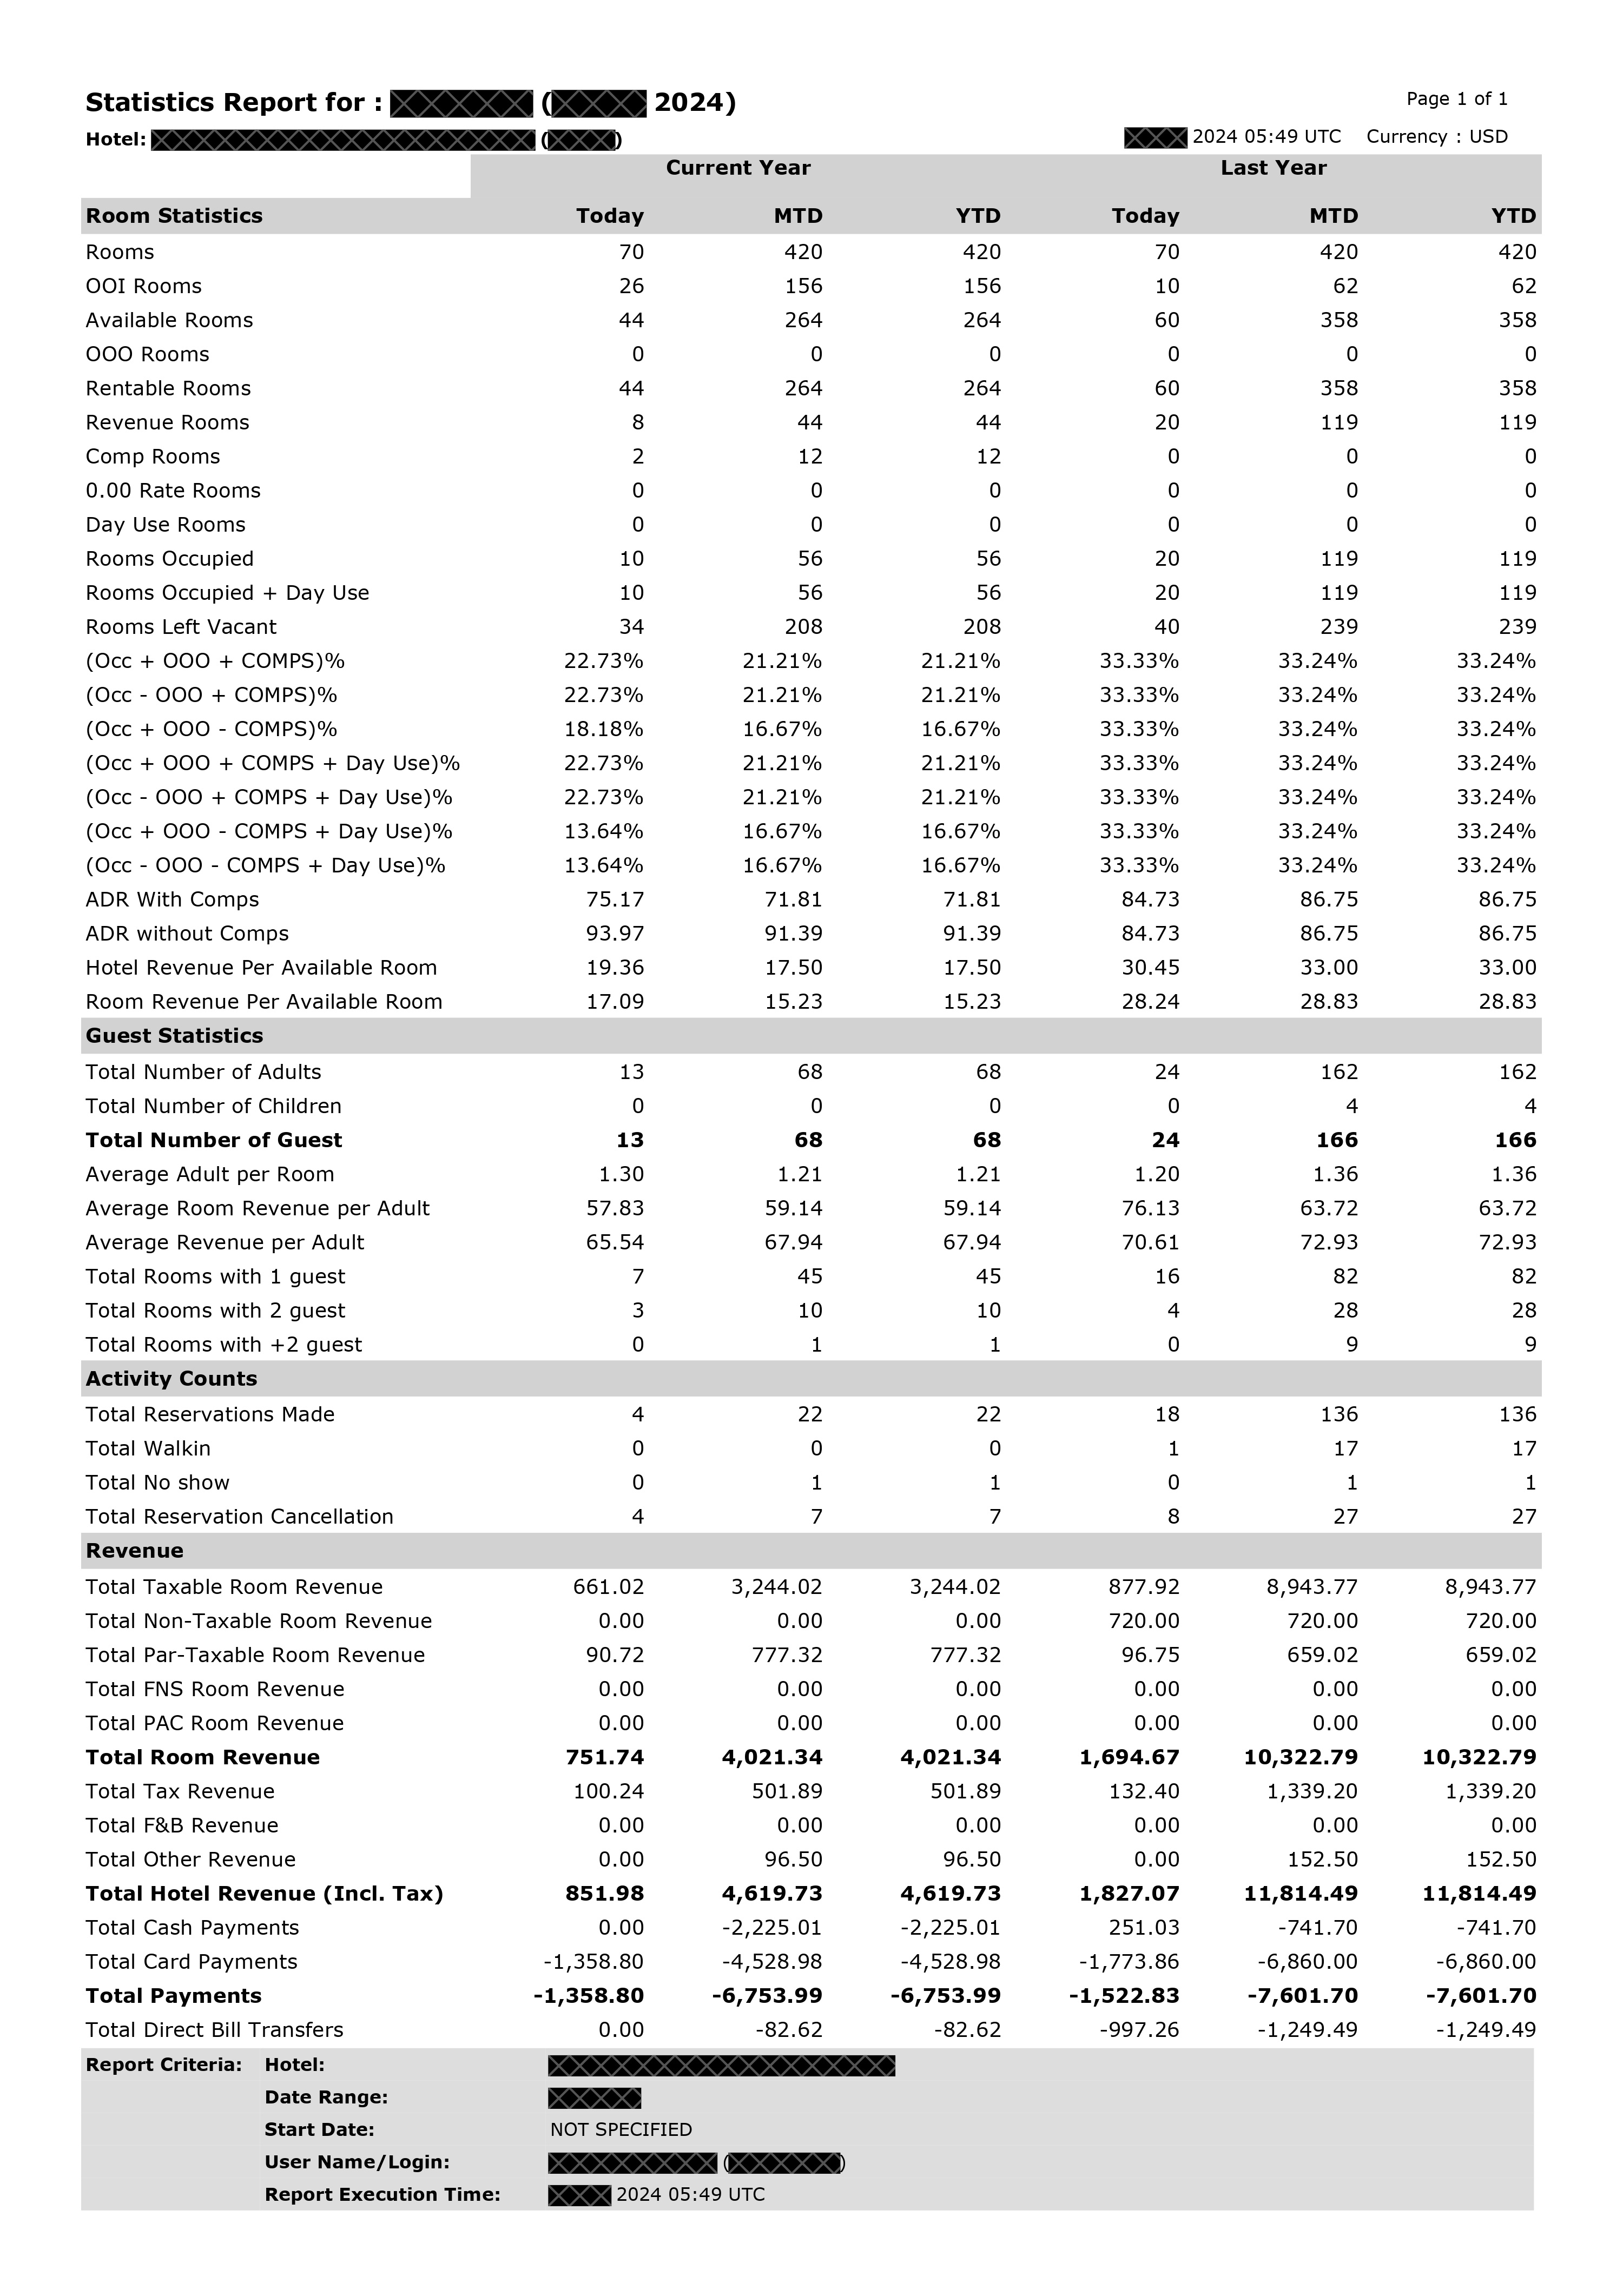 Statistics Report for : ( 2024) Page 1 of 1
Hotel: ( ) 2024 05:49 UTC Currency : USD
Current Year Last Year
Room Statistics Today MTD YTD Today MTD YTD
Rooms 70 420 420 70 420 420
OOI Rooms 26 156 156 10 62 62
Available Rooms 44 264 264 60 358 358
OOO Rooms 0 0 0 0 0 0
Rentable Rooms 44 264 264 60 358 358
Revenue Rooms 8 44 44 20 119 119
Comp Rooms 2 12 12 0 0 0
0.00 Rate Rooms 0 0 0 0 0 0
Day Use Rooms 0 0 0 0 0 0
Rooms Occupied 10 56 56 20 119 119
Rooms Occupied + Day Use 10 56 56 20 119 119
Rooms Left Vacant 34 208 208 40 239 239
(Occ + OOO + COMPS)% 22.73% 21.21% 21.21% 33.33% 33.24% 33.24%
(Occ - OOO + COMPS)% 22.73% 21.21% 21.21% 33.33% 33.24% 33.24%
(Occ + OOO - COMPS)% 18.18% 16.67% 16.67% 33.33% 33.24% 33.24%
(Occ + OOO + COMPS + Day Use)% 22.73% 21.21% 21.21% 33.33% 33.24% 33.24%
(Occ - OOO + COMPS + Day Use)% 22.73% 21.21% 21.21% 33.33% 33.24% 33.24%
(Occ + OOO - COMPS + Day Use)% 13.64% 16.67% 16.67% 33.33% 33.24% 33.24%
(Occ - OOO - COMPS + Day Use)% 13.64% 16.67% 16.67% 33.33% 33.24% 33.24%
ADR With Comps 75.17 71.81 71.81 84.73 86.75 86.75
ADR without Comps 93.97 91.39 91.39 84.73 86.75 86.75
Hotel Revenue Per Available Room 19.36 17.50 17.50 30.45 33.00 33.00
Room Revenue Per Available Room 17.09 15.23 15.23 28.24 28.83 28.83
Guest Statistics
Total Number of Adults 13 68 68 24 162 162
Total Number of Children 0 0 0 0 4 4
Total Number of Guest 13 68 68 24 166 166
Average Adult per Room 1.30 1.21 1.21 1.20 1.36 1.36
Average Room Revenue per Adult 57.83 59.14 59.14 76.13 63.72 63.72
Average Revenue per Adult 65.54 67.94 67.94 70.61 72.93 72.93
Total Rooms with 1 guest 7 45 45 16 82 82
Total Rooms with 2 guest 3 10 10 4 28 28
Total Rooms with +2 guest 0 1 1 0 9 9
Activity Counts
Total Reservations Made 4 22 22 18 136 136
Total Walkin 0 0 0 1 17 17
Total No show 0 1 1 0 1 1
Total Reservation Cancellation 4 7 7 8 27 27
Revenue
Total Taxable Room Revenue 661.02 3,244.02 3,244.02 877.92 8,943.77 8,943.77
Total Non-Taxable Room Revenue 0.00 0.00 0.00 720.00 720.00 720.00
Total Par-Taxable Room Revenue 90.72 777.32 777.32 96.75 659.02 659.02
Total FNS Room Revenue 0.00 0.00 0.00 0.00 0.00 0.00
Total PAC Room Revenue 0.00 0.00 0.00 0.00 0.00 0.00
Total Room Revenue 751.74 4,021.34 4,021.34 1,694.67 10,322.79 10,322.79
Total Tax Revenue 100.24 501.89 501.89 132.40 1,339.20 1,339.20
Total F&B Revenue 0.00 0.00 0.00 0.00 0.00 0.00
Total Other Revenue 0.00 96.50 96.50 0.00 152.50 152.50
Total Hotel Revenue (Incl. Tax) 851.98 4,619.73 4,619.73 1,827.07 11,814.49 11,814.49
Total Cash Payments 0.00 -2,225.01 -2,225.01 251.03 -741.70 -741.70
Total Card Payments -1,358.80 -4,528.98 -4,528.98 -1,773.86 -6,860.00 -6,860.00
Total Payments -1,358.80 -6,753.99 -6,753.99 -1,522.83 -7,601.70 -7,601.70
Total Direct Bill Transfers 0.00 -82.62 -82.62 -997.26 -1,249.49 -1,249.49
Report Criteria: Hotel:
Date Range:
Start Date: NOT SPECIFIED
User Name/Login: ( )
Report Execution Time: 2024 05:49 UTC